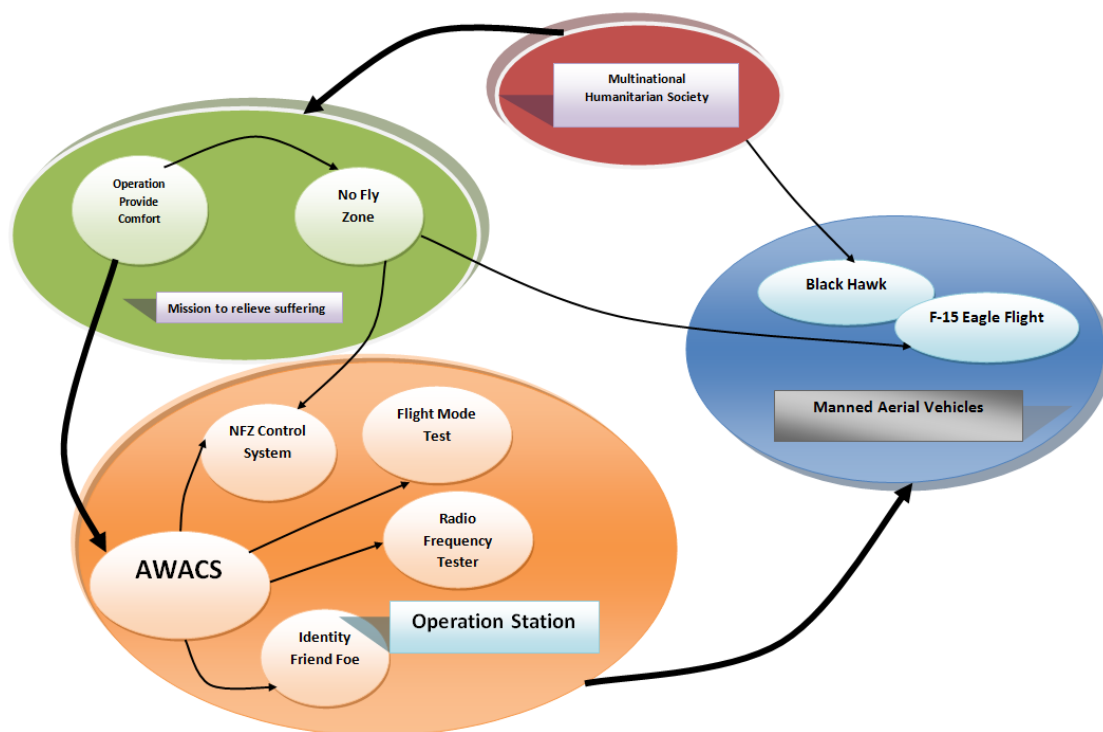 Multinational
Humanitarian Society
Operation
Provide
Comfort
No Fly
Zone
Mission to relieve suffering
Black Hawk
F-15 Eagle Flight
Manned Aerial Vehicles
NFZ Control
System
Flight Mode
Test
Radio
Frequency
Tester
AWACS
Identity
Friend Foe
Operation Station